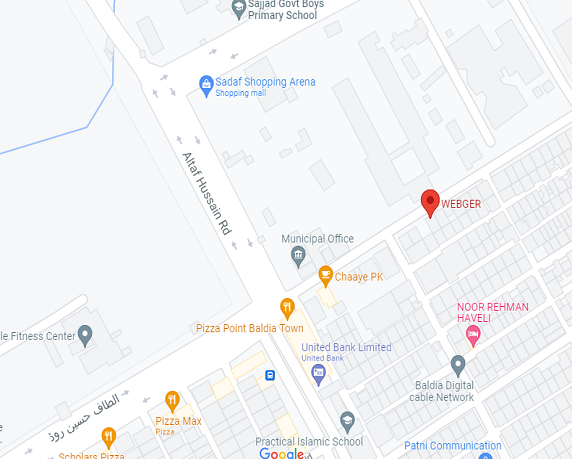 Sajjad Govt Boys
Primary School
Sadaf Shopping Arena
Shopping mall
Altaf Hussain Rd
WEBGER
Municipal Office
Chaaye PK
Pizza Point Baldia Town
NOOR REHMAN
HAVELI
le Fitness Center
United Bank Limited
United Bank
Baldia Digital
cable Network
الطاف حسین روڈ
Pizza Max
Pizza
Practical Islamic School
Patni Communication
Scholars Pizza
Google